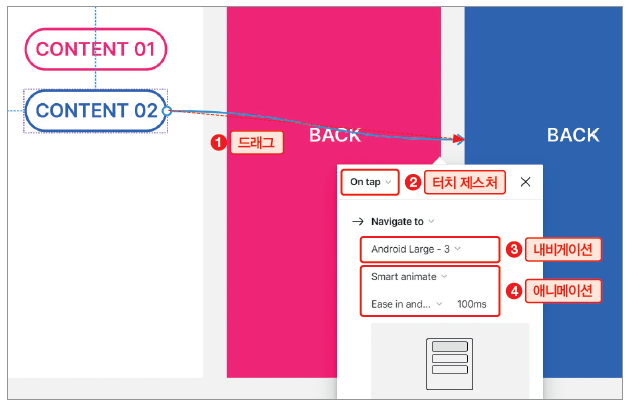 CONTENT 01
CONTENT 02
1 드래그
BACK
BACK
On tap
2 터치 제스처
Navigate to
Android Large - 3
3 내비게이션
Smart animate
4 애니메이션
Ease in and... 100ms